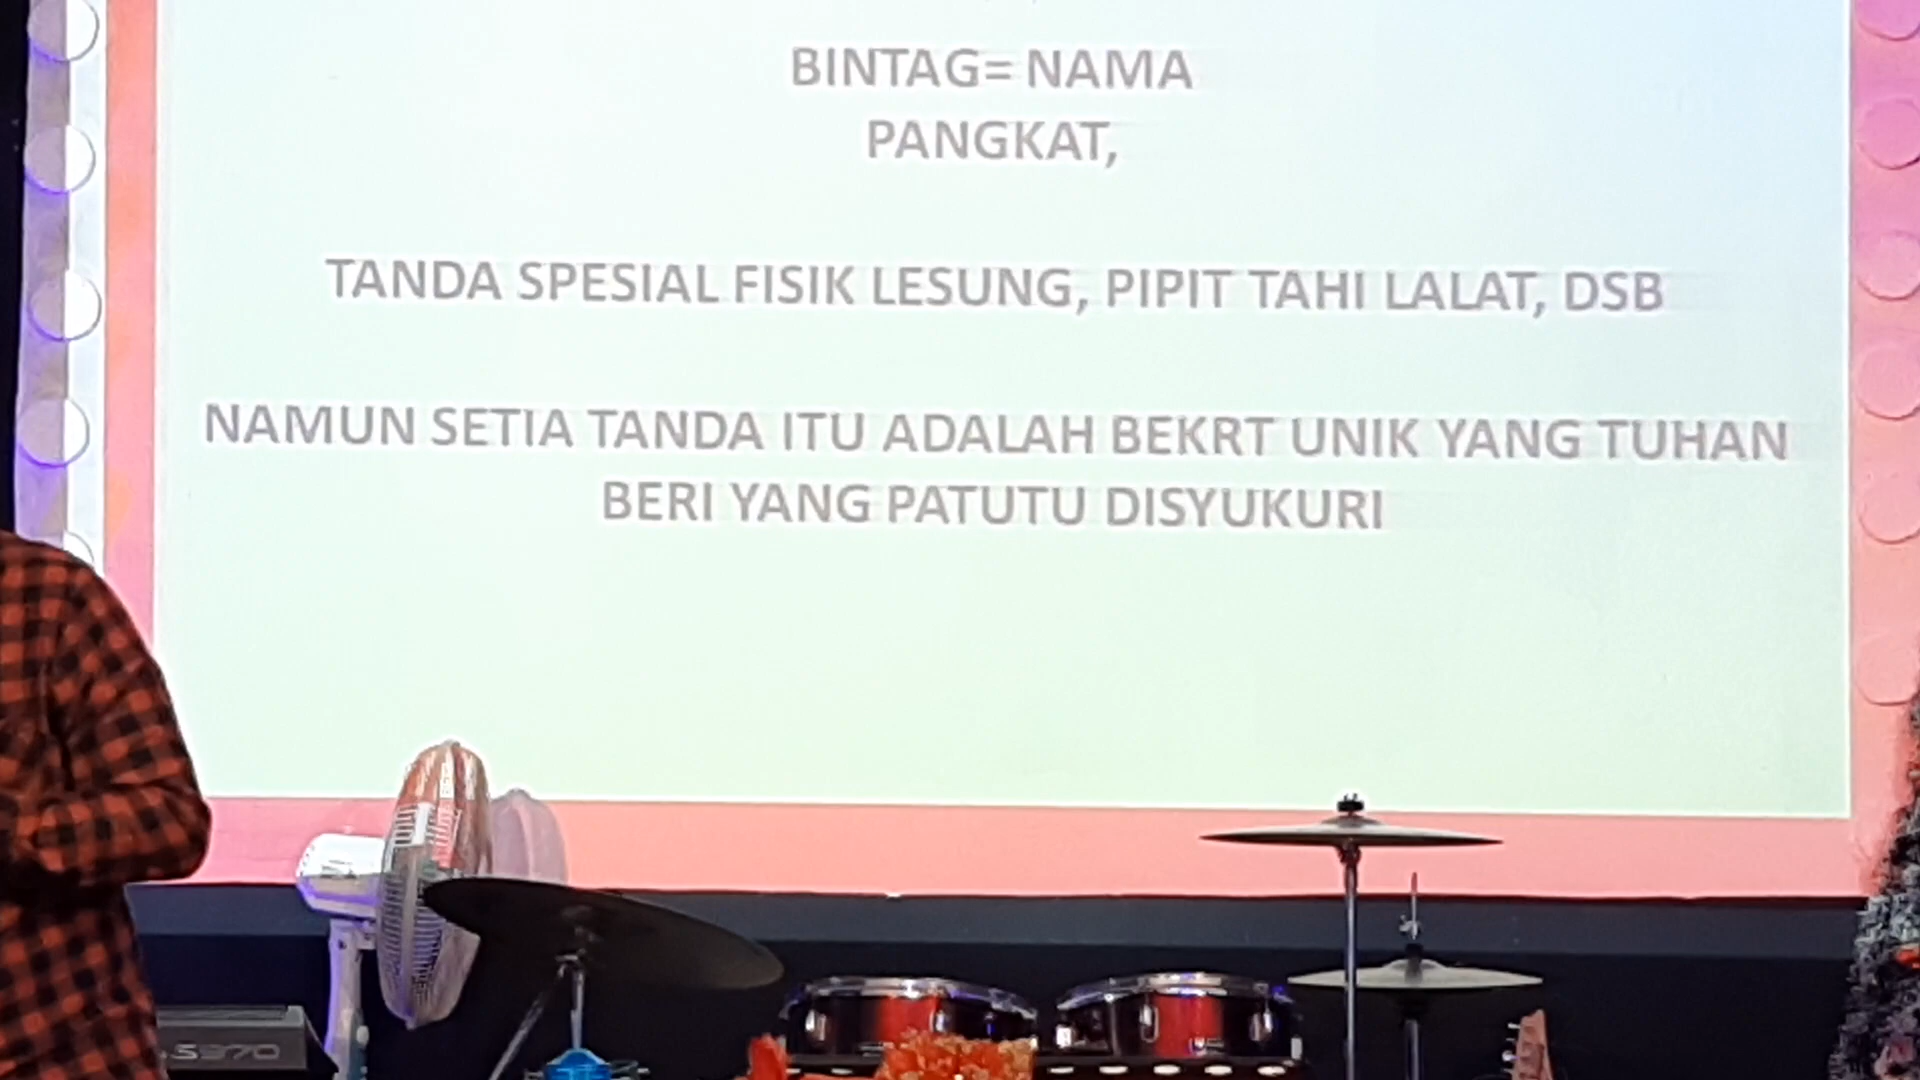 BINTAG= NAMA
PANGKAT,
TANDA SPESIAL FISIK LESUNG, PIPIT TAHI LALAT, DSB
NAMUN SETIA TANDA ITU ADALAH BEKRT UNIK YANG TUHAN
BERI YANG PATUTU DISYUKURI
S970